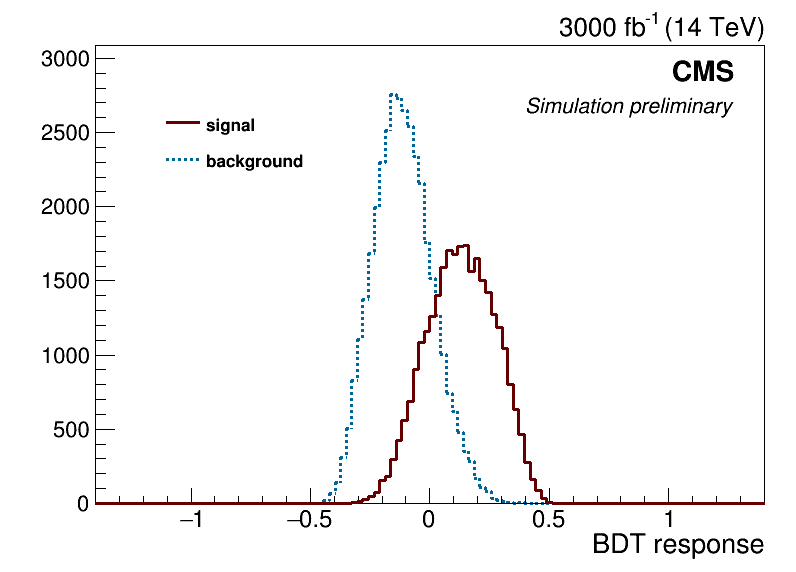 3000 fb⁻¹ (14 TeV)
CMS
Simulation preliminary
signal
background
3000
2500
2000
1500
1000
500
0
−1 −0.5 0 0.5 1
BDT response